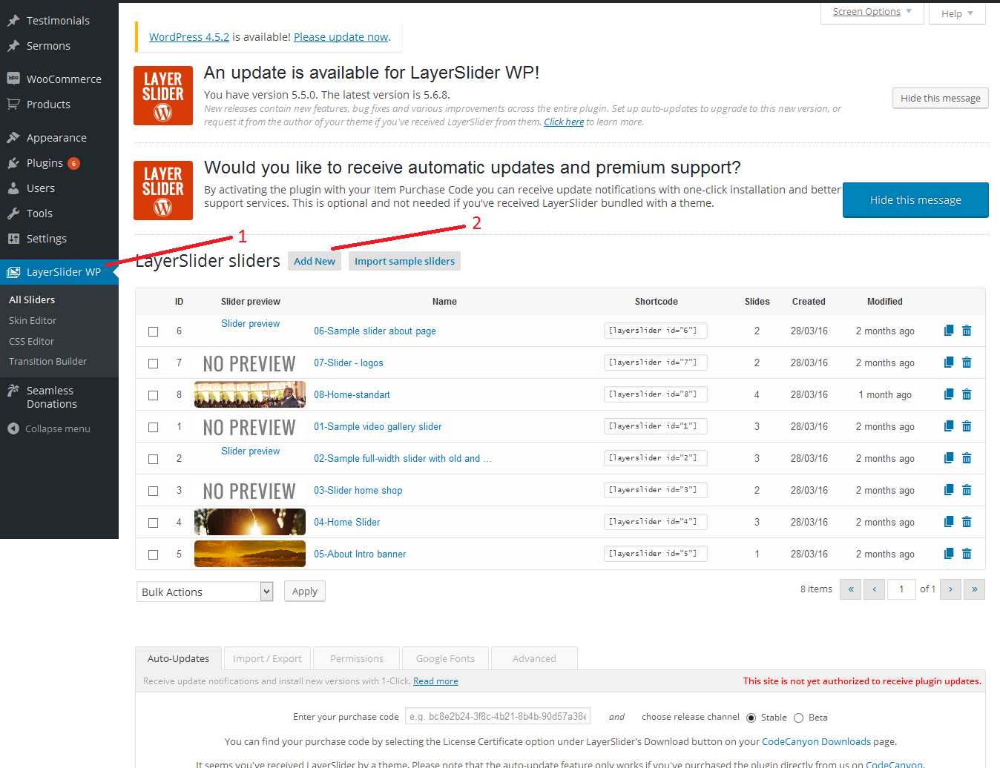 Testimonials
Sermons
WooCommerce
Products
Appearance
Plugins 6
Users
Tools
Settings
LayerSlider WP
All Sliders
Skin Editor
CSS Editor
Transition Builder
Seamless
Donations
Collapse menu
Screen Options
Help
WordPress 4.5.2 is available! Please update now.
LAYER
SLIDER
An update is available for LayerSlider WP!
You have version 5.5.0. The latest version is 5.6.8.
New releases contain new features, bug fixes and various improvements across the entire plugin. Set up auto-updates to upgrade to this new version, or
request it from the author of your theme if you've received LayerSlider from them. Click here to learn more.
Hide this message
LAYER
SLIDER
Would you like to receive automatic updates and premium support?
By activating the plugin with your Item Purchase Code you can receive update notifications with one-click installation and better
support services. This is optional and not needed if you've received LayerSlider bundled with a theme.
Hide this message
1
2
LayerSlider sliders Add New Import sample sliders
ID Slider preview Name Shortcode Slides Created Modified
6 Slider preview 06-Sample slider about page [layerslider id="6"] 2 28/03/16 2 months ago
7 NO PREVIEW 07-Slider - logos [layerslider id="7"] 2 28/03/16 2 months ago
8 08-Home-standart [layerslider id="8"] 4 28/03/16 1 month ago
1 NO PREVIEW 01-Sample video gallery slider [layerslider id="1"] 3 28/03/16 2 months ago
2 Slider preview 02-Sample full-width slider with old and ... [layerslider id="2"] 3 28/03/16 2 months ago
3 NO PREVIEW 03-Slider home shop [layerslider id="3"] 2 28/03/16 2 months ago
4 04-Home Slider [layerslider id="4"] 3 28/03/16 2 months ago
5 05-About Intro banner [layerslider id="5"] 1 28/03/16 2 months ago
Bulk Actions Apply 8 items « ‹ 1 of 1 › »
Auto-Updates Import / Export Permissions Google Fonts Advanced
Receive update notifications and install new versions with 1-Click. Read more This site is not yet authorized to receive plugin updates.
Enter your purchase code e.g. bc8e2b24-3f8c-4b21-8b4b-90d57a38e and choose release channel Stable Beta
You can find your purchase code by selecting the License Certificate option under LayerSlider's Download button on your CodeCanyon Downloads page.
It seems you've received LayerSlider by a theme. Please note that the auto-update feature only works if you've purchased the plugin directly from us on CodeCanyon.